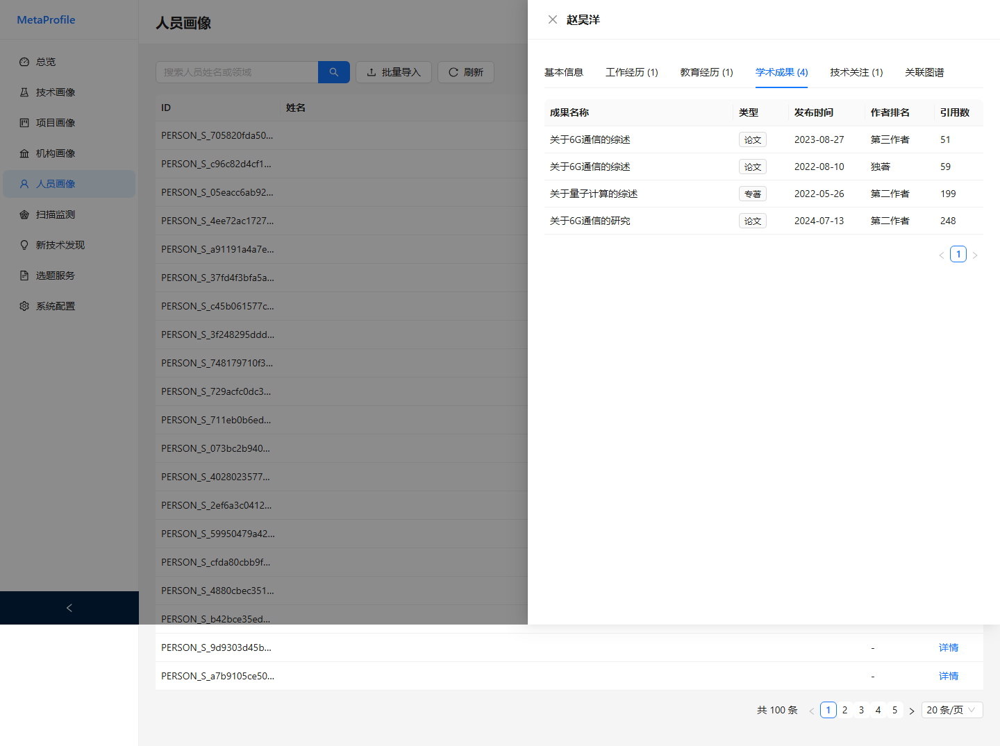 MetaProfile
总览
技术画像
项目画像
机构画像
人员画像
扫描监测
新技术发现
选题服务
系统配置
人员画像
搜索人员姓名或领域
批量导入
刷新
ID 姓名
PERSON_S_705820fda50...
PERSON_S_c96c82d4cf1...
PERSON_S_05eacc6ab92...
PERSON_S_4ee72ac1727...
PERSON_S_a91191a4a7e...
PERSON_S_37fd4f3bfa5a...
PERSON_S_c45b061577c...
PERSON_S_3f248295ddd...
PERSON_S_748179710f3...
PERSON_S_729acfc0dc3...
PERSON_S_711eb0b6ed...
PERSON_S_073bc2b940...
PERSON_S_4028023577...
PERSON_S_2ef6a3c0412...
PERSON_S_59950479a42...
PERSON_S_cfda80cbb9f...
PERSON_S_4880cbec351...
PERSON_S_b42bce35ed...
PERSON_S_9d9303d45b... - 详情
PERSON_S_a7b9105ce50... - 详情
共 100 条 1 2 3 4 5 20 条/页
赵昊洋
基本信息 工作经历 (1) 教育经历 (1) 学术成果 (4) 技术关注 (1) 关联图谱
成果名称 类型 发布时间 作者排名 引用数
关于6G通信的综述 论文 2023-08-27 第三作者 51
关于6G通信的综述 论文 2022-08-10 独著 59
关于量子计算的综述 专著 2022-05-26 第二作者 199
关于6G通信的研究 论文 2024-07-13 第二作者 248
1